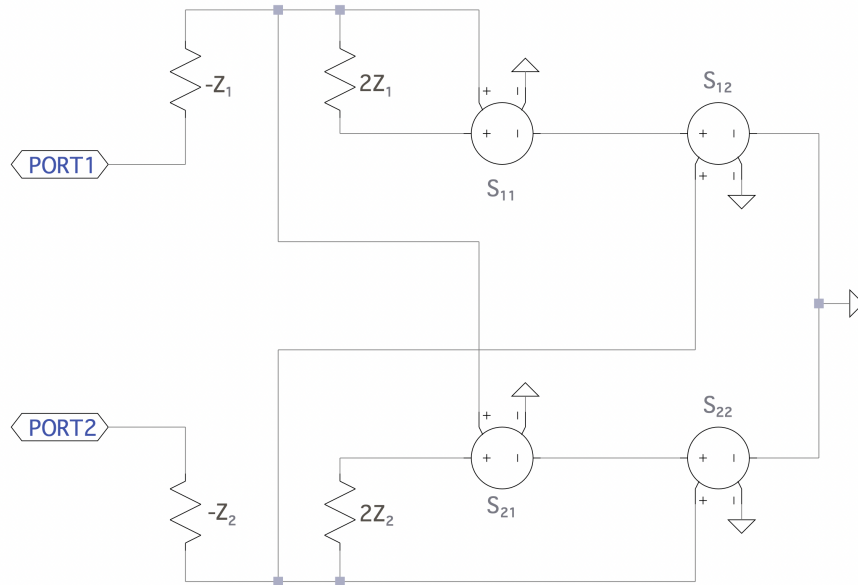 S₁₂
-Z₁
2Z₁
+ –
+ –
+ –
PORT1
+ –
S₁₁
S₂₂
+ –
PORT2
+ –
+ –
S₂₁
+ –
-Z₂
2Z₂